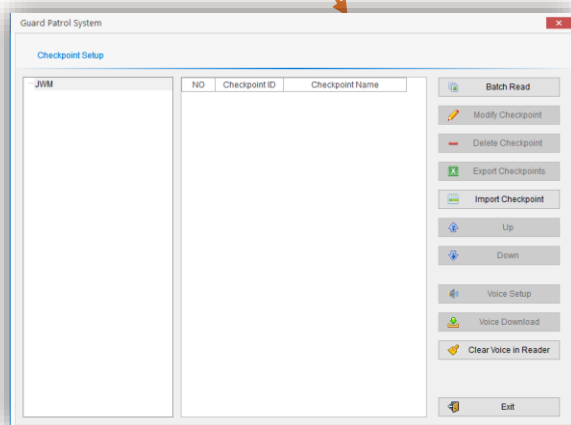 Guard Patrol System
Checkpoint Setup
JWM
NO Checkpoint ID Checkpoint Name
Batch Read
Modify Checkpoint
Delete Checkpoint
Export Checkpoints
Import Checkpoint
Up
Down
Voice Setup
Voice Download
Clear Voice in Reader
Exit